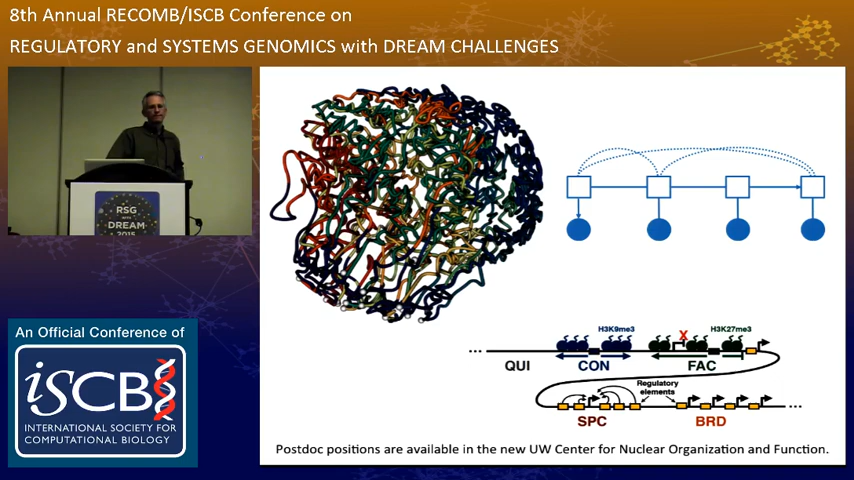 8th Annual RECOMB/ISCB Conference on
REGULATORY and SYSTEMS GENOMICS with DREAM CHALLENGES
RSG
with
DREAM
2015
An Official Conference of
ISCB
INTERNATIONAL SOCIETY FOR
COMPUTATIONAL BIOLOGY
H3K9me3
X
H3K27me3
QUI
CON
FAC
Regulatory
elements
SPC
BRD
Postdoc positions are available in the new UW Center for Nuclear Organization and Function.